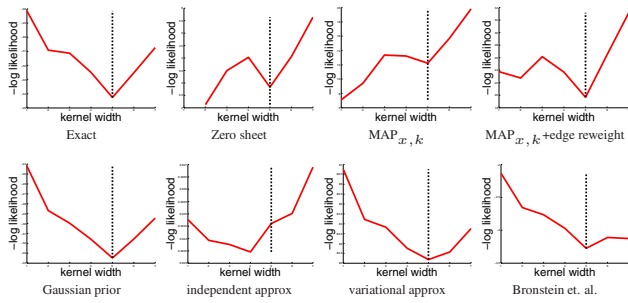 −log likelihood
kernel width
Exact
−log likelihood
kernel width
Zero sheet
−log likelihood
kernel width
MAPx,k
−log likelihood
kernel width
MAPx,k+edge reweight
−log likelihood
kernel width
Gaussian prior
−log likelihood
kernel width
independent approx
−log likelihood
kernel width
variational approx
−log likelihood
kernel width
Bronstein et. al.